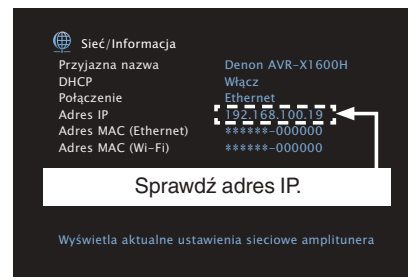 Sieć/Informacja
Przyjazna nazwa Denon AVR-X1600H
DHCP Włącz
Połączenie Ethernet
Adres IP 192.168.100.19
Adres MAC (Ethernet) ******-000000
Adres MAC (Wi-Fi) ******-000000
Sprawdź adres IP.
Wyświetla aktualne ustawienia sieciowe amplitunera